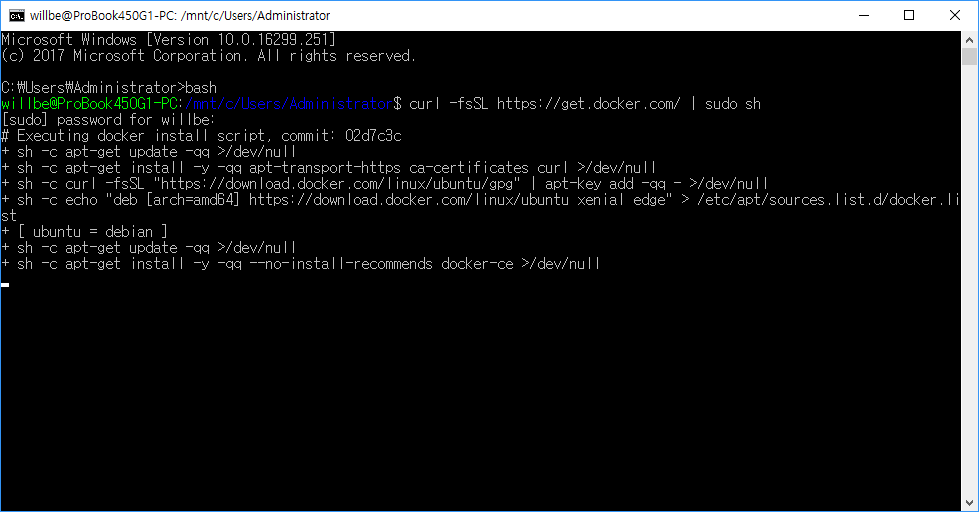 willbe@ProBook450G1-PC: /mnt/c/Users/Administrator
Microsoft Windows [Version 10.0.16299.251]
(c) 2017 Microsoft Corporation. All rights reserved.
C:₩Users₩Administrator>bash
willbe@ProBook450G1-PC:/mnt/c/Users/Administrator$ curl -fsSL https://get.docker.com/ | sudo sh
[sudo] password for willbe:
# Executing docker install script, commit: 02d7c3c
+ sh -c apt-get update -qq >/dev/null
+ sh -c apt-get install -y -qq apt-transport-https ca-certificates curl >/dev/null
+ sh -c curl -fsSL "https://download.docker.com/linux/ubuntu/gpg" | apt-key add -qq - >/dev/null
+ sh -c echo "deb [arch=amd64] https://download.docker.com/linux/ubuntu xenial edge" > /etc/apt/sources.list.d/docker.li
st
+ [ ubuntu = debian ]
+ sh -c apt-get update -qq >/dev/null
+ sh -c apt-get install -y -qq --no-install-recommends docker-ce >/dev/null